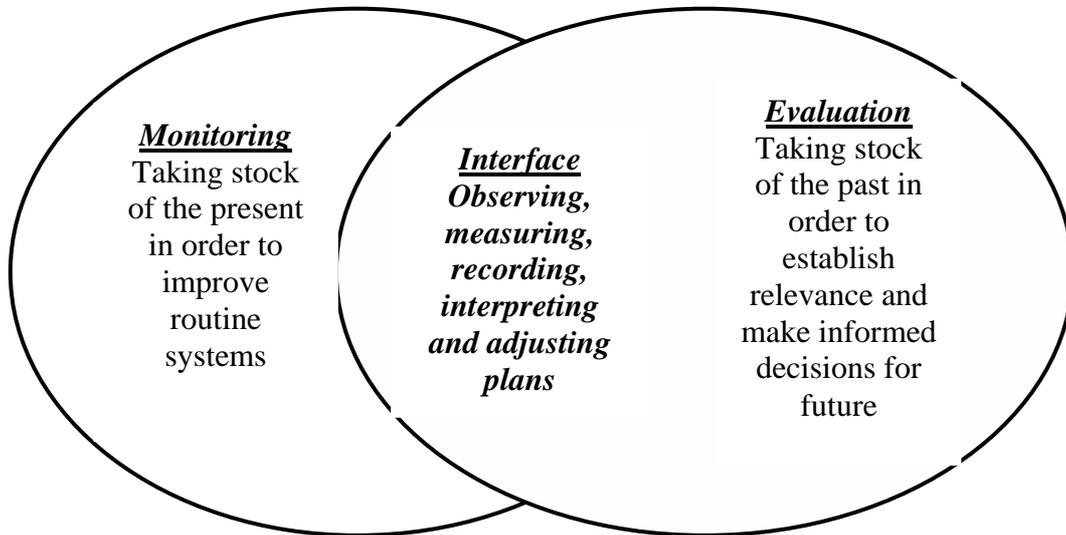 Monitoring
Taking stock
of the present
in order to
improve
routine
systems
Interface
Observing,
measuring,
recording,
interpreting
and adjusting
plans
Evaluation
Taking stock
of the past in
order to
establish
relevance and
make informed
decisions for
future